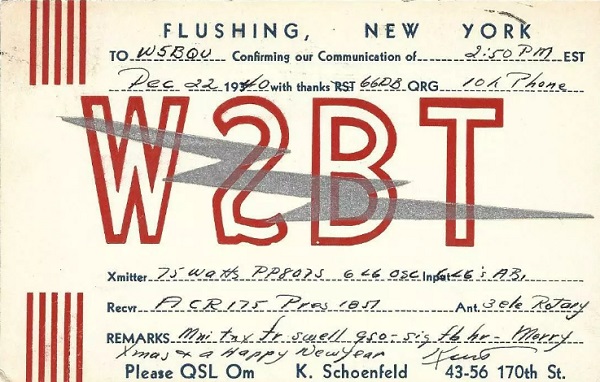 FLUSHING, NEW YORK
TO W5BQU Confirming our Communication of 2:50 PM EST
Dec 22 1940 with thanks RST 66DB QRG 10h Phone
W2BT
Xmitter 75 Watts PP807S 6L6 OSC Input 6L6's AB1
Recvr ACR175 Pres 1851 Ant. 3 ele Rotary
REMARKS Mni tnx fr swell qso - sig fb hr - Merry
Xmas & a Happy New Year Kurt
Please QSL Om K. Schoenfeld 43-56 170th St.